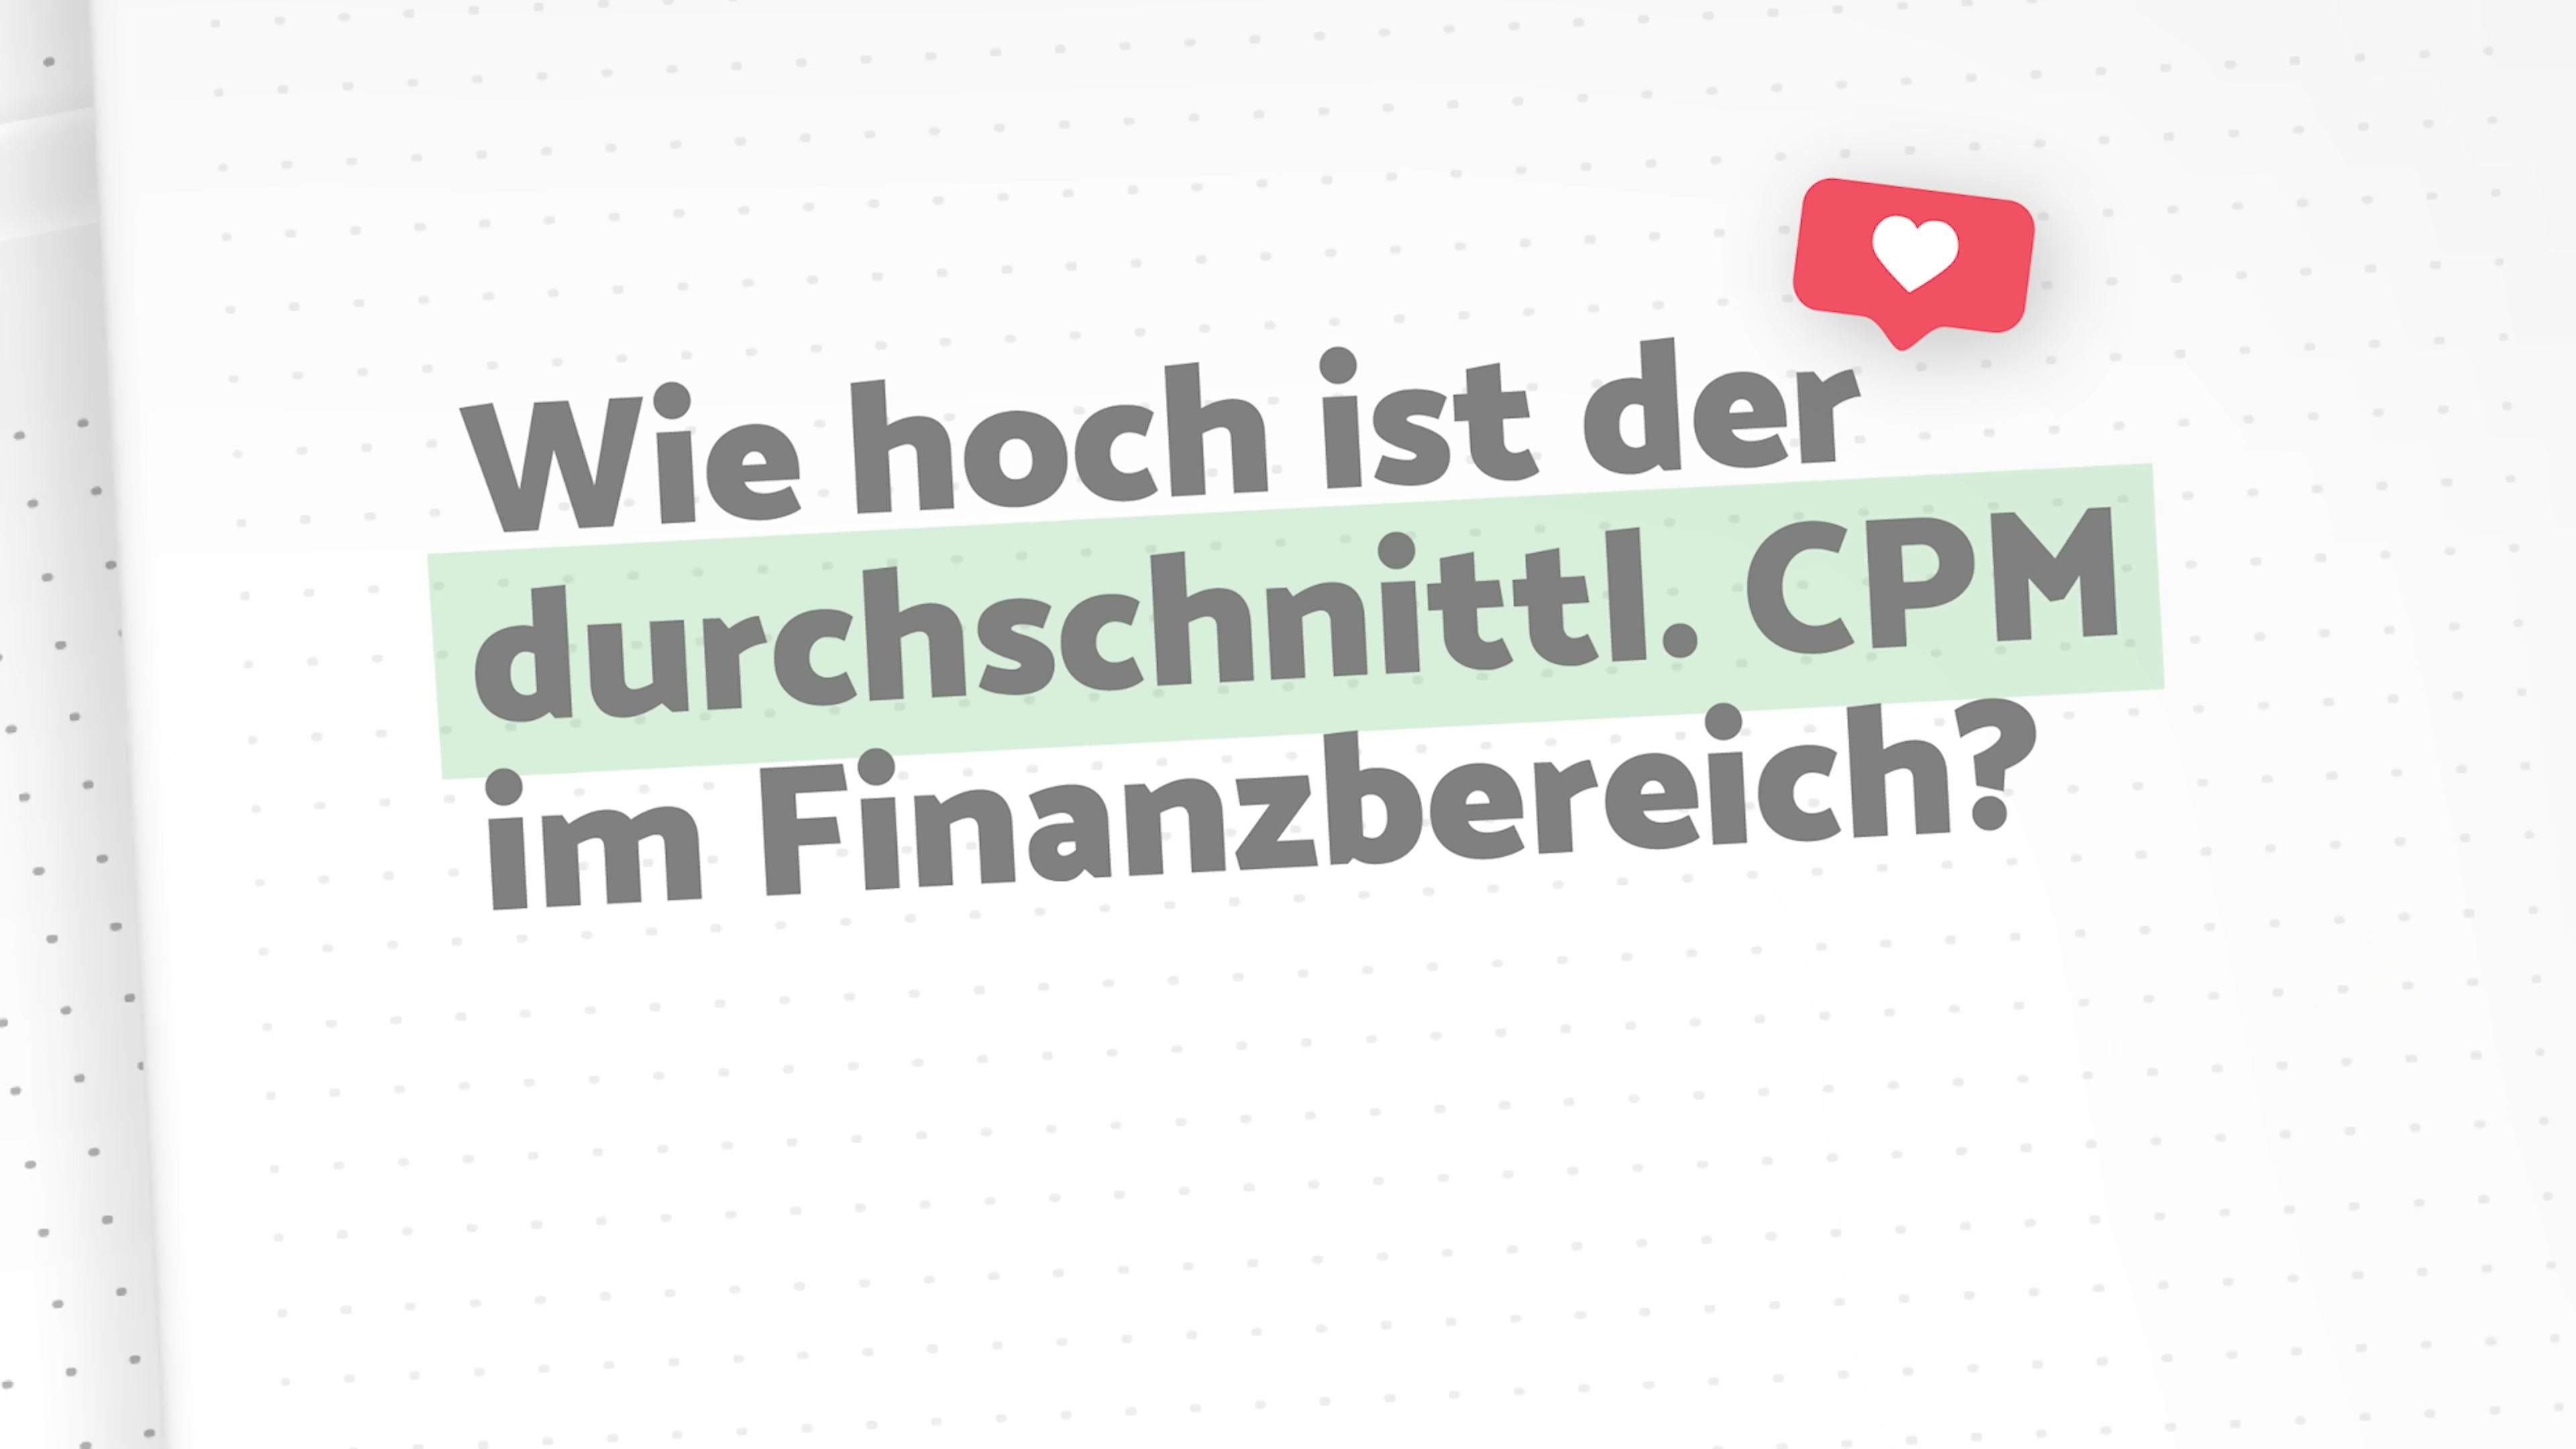 Wie hoch ist der
durchschnittl. CPM
im Finanzbereich?